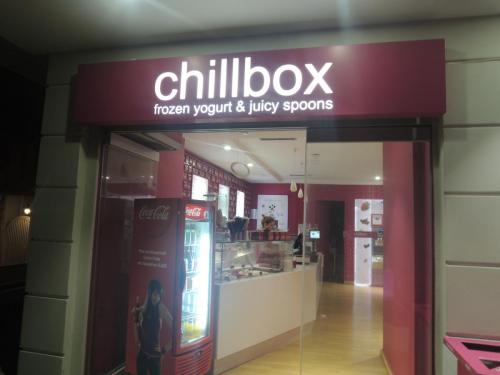 chillbox
frozen yogurt & juicy spoons
Coca-Cola
Coca-Cola